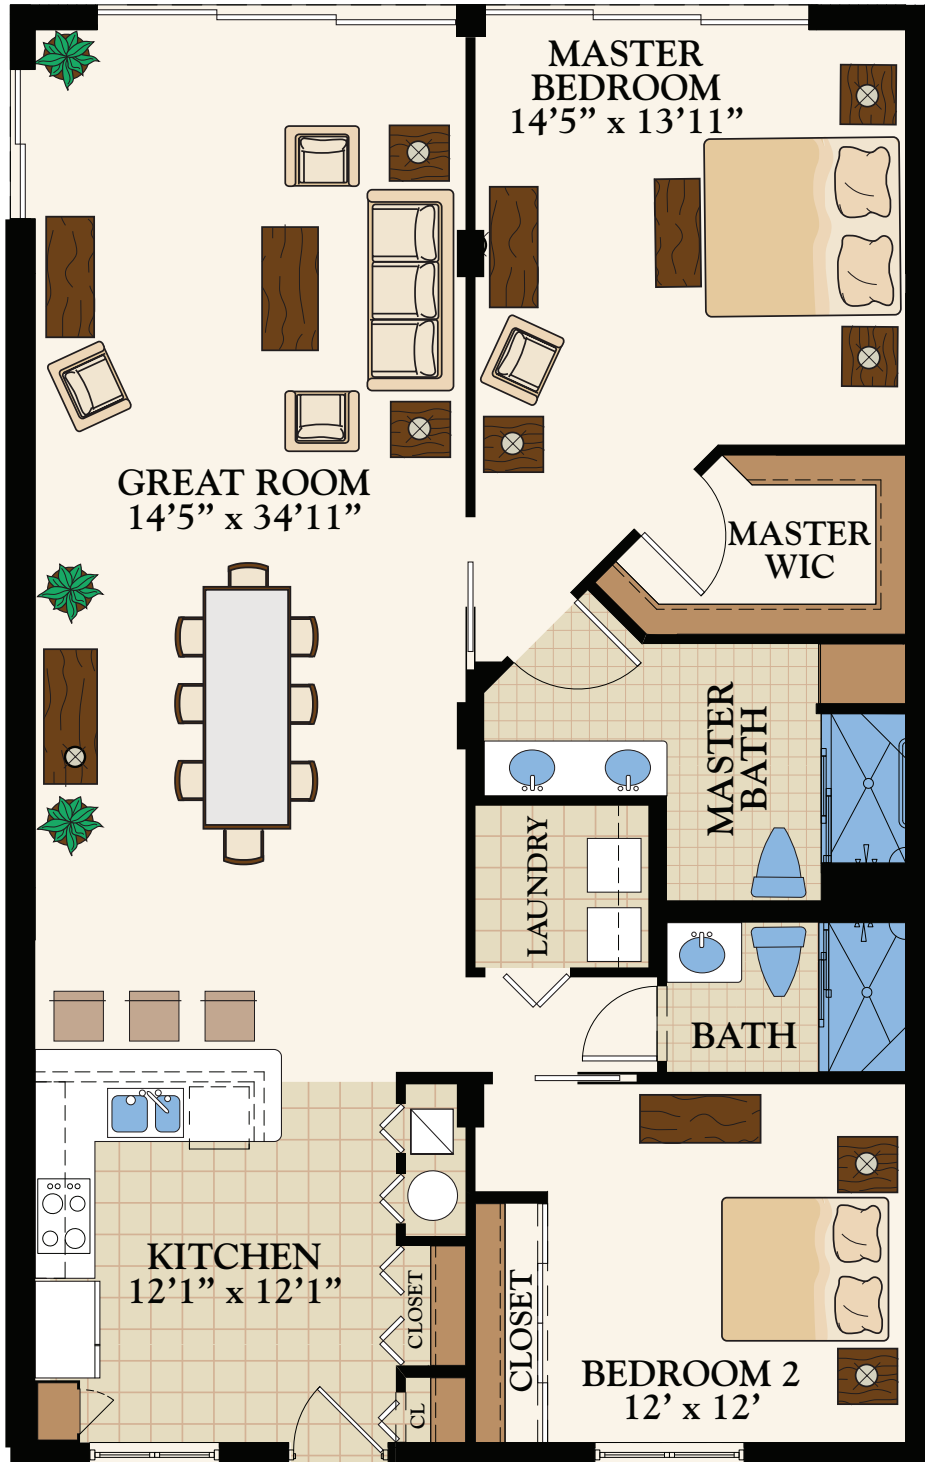 MASTER
BEDROOM
14’5” x 13’11”
GREAT ROOM
14’5” x 34’11”
MASTER
WIC
MASTER
BATH
LAUNDRY
BATH
KITCHEN
12’1” x 12’1”
CLOSET
CL
CLOSET
BEDROOM 2
12’ x 12’